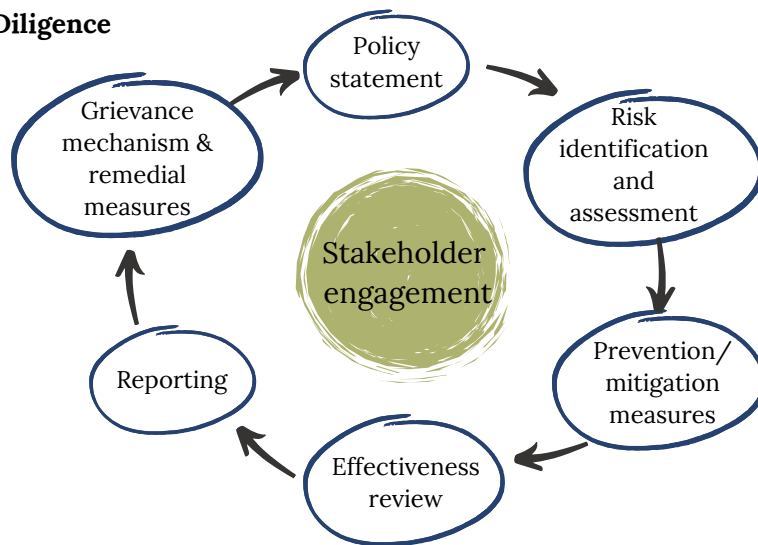 Diligence
Policy
statement
Risk
identification
and
assessment
Prevention/
mitigation
measures
Effectiveness
review
Reporting
Grievance
mechanism &
remedial
measures
Stakeholder
engagement